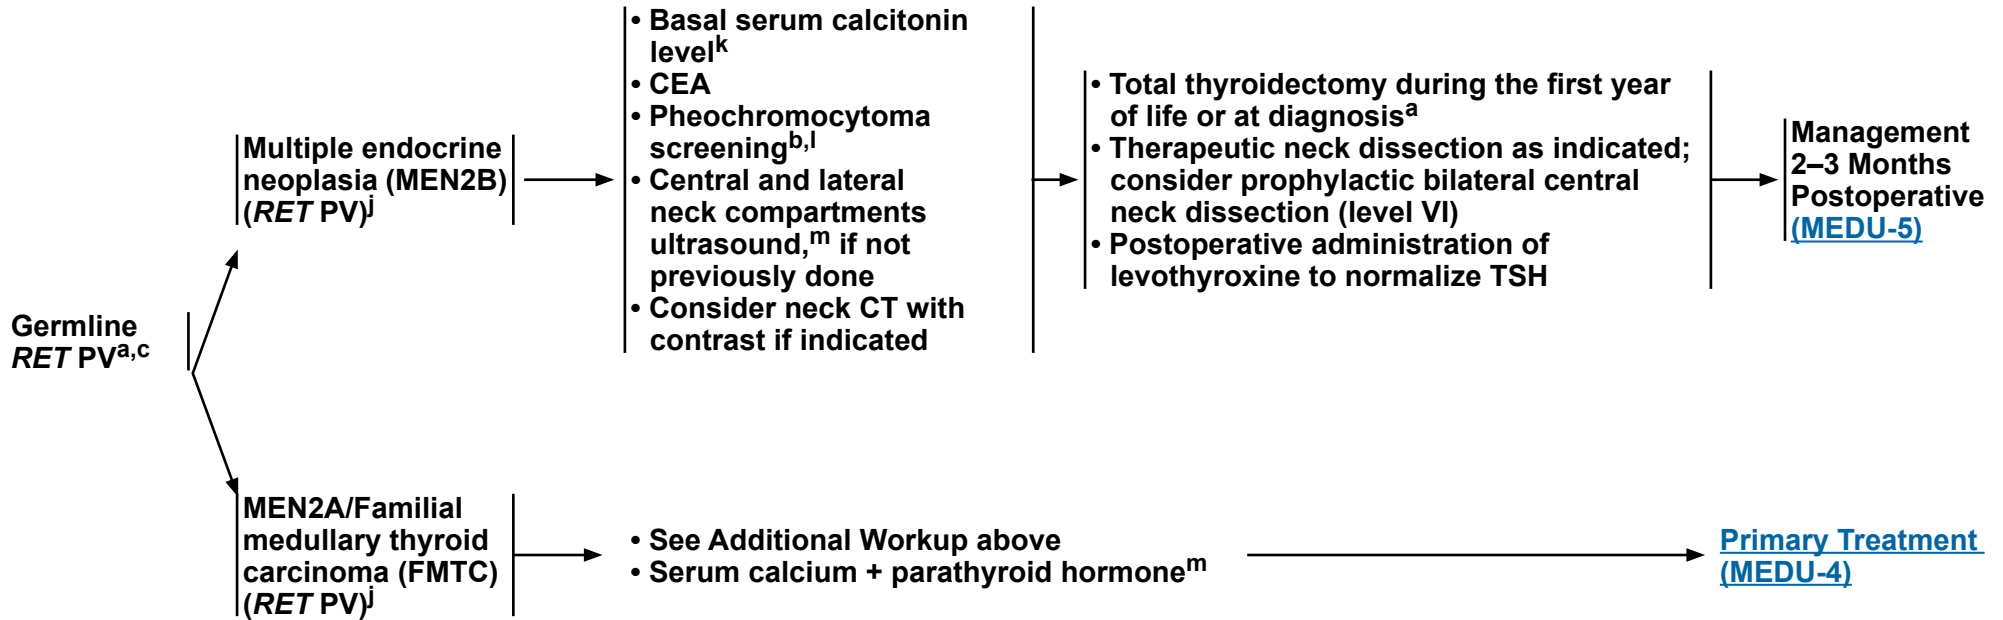 Germline
RET PVa,c
Multiple endocrine
neoplasia (MEN2B)
(RET PV)j
• Basal serum calcitonin
levelk
• CEA
• Pheochromocytoma
screeningb,l
• Central and lateral
neck compartments
ultrasound,m if not
previously done
• Consider neck CT with
contrast if indicated
• Total thyroidectomy during the first year
of life or at diagnosisa
• Therapeutic neck dissection as indicated;
consider prophylactic bilateral central
neck dissection (level VI)
• Postoperative administration of
levothyroxine to normalize TSH
Management
2–3 Months
Postoperative
(MEDU-5)
MEN2A/Familial
medullary thyroid
carcinoma (FMTC)
(RET PV)j
• See Additional Workup above
• Serum calcium + parathyroid hormonem
Primary Treatment
(MEDU-4)